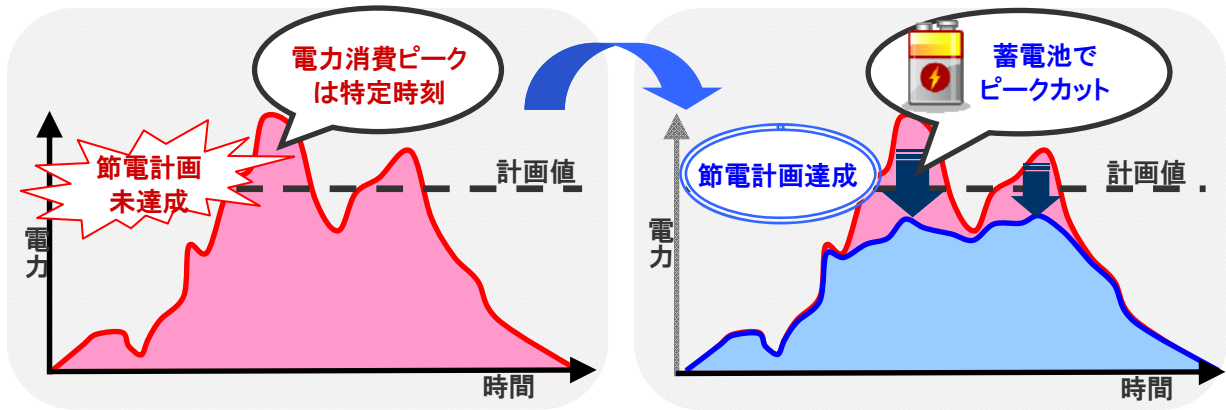 電力消費ピーク
は特定時刻
節電計画
未達成
計画値
電力
時間
蓄電池で
ピークカット
節電計画達成
計画値
電力
時間